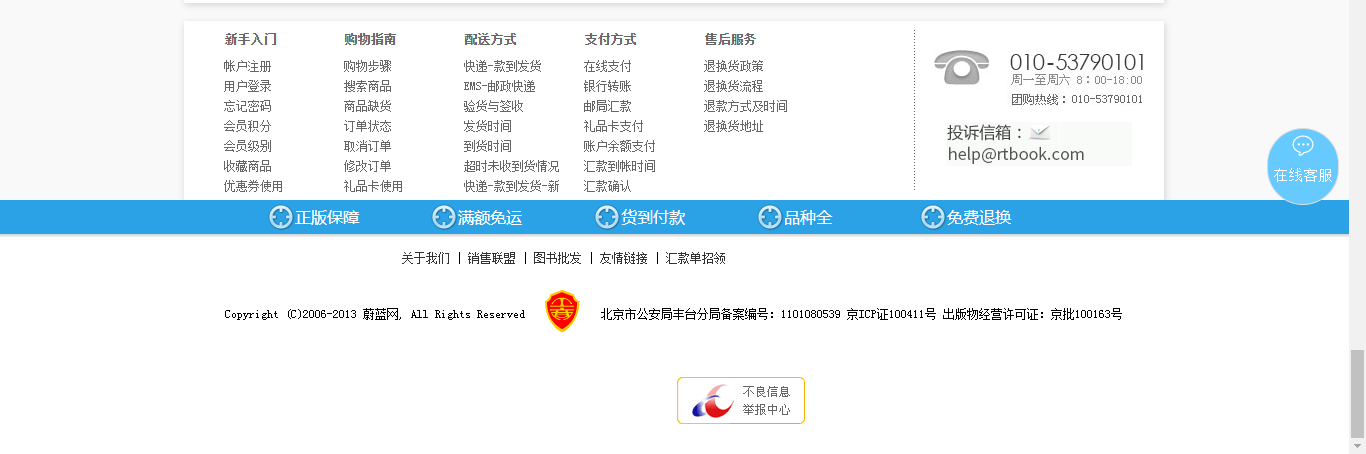 新手入门
帐户注册
用户登录
忘记密码
会员积分
会员级别
收藏商品
优惠券使用
购物指南
购物步骤
搜索商品
商品缺货
订单状态
取消订单
修改订单
礼品卡使用
配送方式
快递-款到发货
EMS-邮政快递
验货与签收
发货时间
到货时间
超时未收到货情况
快递-款到发货-新
支付方式
在线支付
银行转账
邮局汇款
礼品卡支付
账户余额支付
汇款到帐时间
汇款确认
售后服务
退换货政策
退换货流程
退款方式及时间
退换货地址
010-53790101
周一至周六 8：00-18:00
团购热线：010-53790101
投诉信箱：
help@rtbook.com
在线客服
正版保障 满额免运 货到付款 品种全 免费退换
关于我们 | 销售联盟 | 图书批发 | 友情链接 | 汇款单招领
Copyright (C)2006-2013 蔚蓝网, All Rights Reserved 北京市公安局丰台分局备案编号：1101080539 京ICP证100411号 出版物经营许可证：京批100163号
不良信息
举报中心